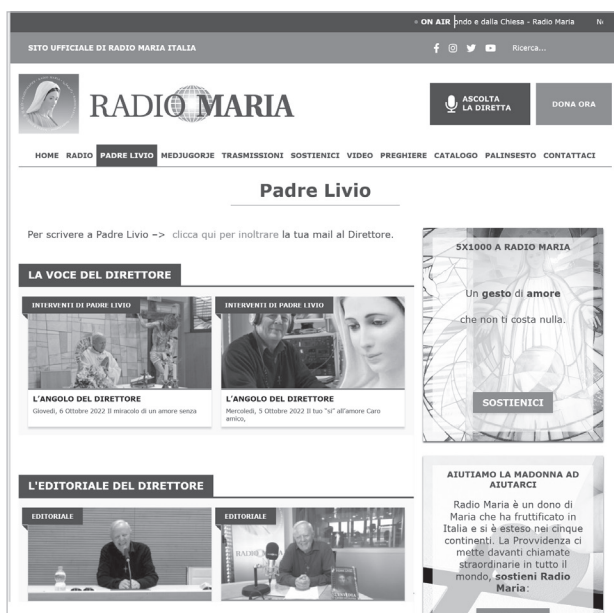 ON AIR ondo e dalla Chiesa - Radio Maria
SITO UFFICIALE DI RADIO MARIA ITALIA
Ricerca...
RADIO MARIA
ASCOLTA
LA DIRETTA
DONA ORA
HOME RADIO PADRE LIVIO MEDJUGORJE TRASMISSIONI SOSTIENICI VIDEO PREGHIERE CATALOGO PALINSESTO CONTATTACI
Padre Livio
Per scrivere a Padre Livio –> clicca qui per inoltrare la tua mail al Direttore.
LA VOCE DEL DIRETTORE
INTERVENTI DI PADRE LIVIO
L'ANGOLO DEL DIRETTORE
Giovedì, 6 Ottobre 2022 Il miracolo di un amore senza
INTERVENTI DI PADRE LIVIO
L'ANGOLO DEL DIRETTORE
Mercoledì, 5 Ottobre 2022 Il tuo "sì" all'amore Caro
amico,
L'EDITORIALE DEL DIRETTORE
EDITORIALE
EDITORIALE
RADIO MARIA
5X1000 A RADIO MARIA
Un gesto di amore
che non ti costa nulla.
SOSTIENICI
AIUTIAMO LA MADONNA AD
AIUTARCI
Radio Maria è un dono di
Maria che ha fruttificato in
Italia e si è esteso nei cinque
continenti. La Provvidenza ci
mette davanti chiamate
straordinarie in tutto il
mondo, sostieni Radio
Maria: